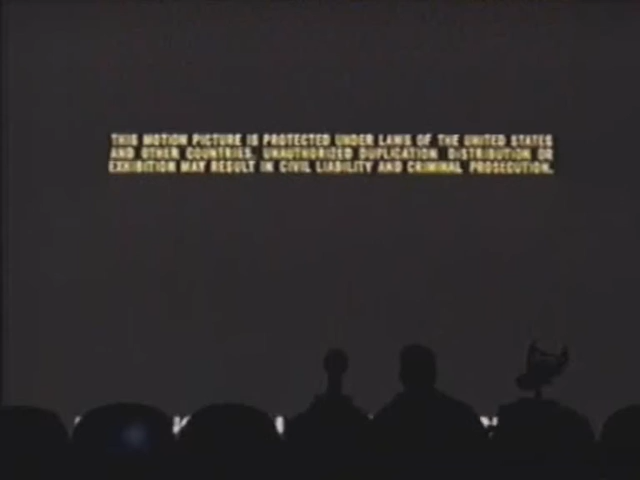 THIS MOTION PICTURE IS PROTECTED UNDER LAWS OF THE UNITED STATES
AND OTHER COUNTRIES. UNAUTHORIZED DUPLICATION, DISTRIBUTION OR
EXHIBITION MAY RESULT IN CIVIL LIABILITY AND CRIMINAL PROSECUTION.